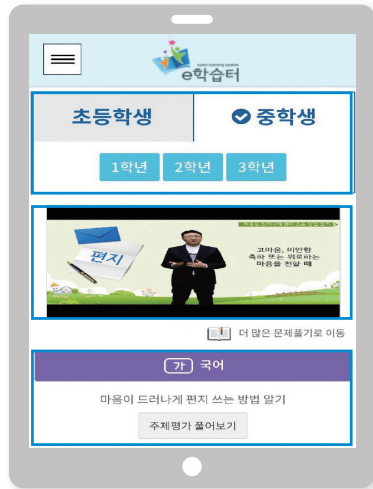 e학습터
초등학생
중학생
1학년 2학년 3학년
편지
고마움, 미안함
축하 또는 위로하는
마음을 전할 때
더 많은 문제풀기로 이동
가 국어
마음이 드러나게 편지 쓰는 방법 알기
주제평가 풀어보기